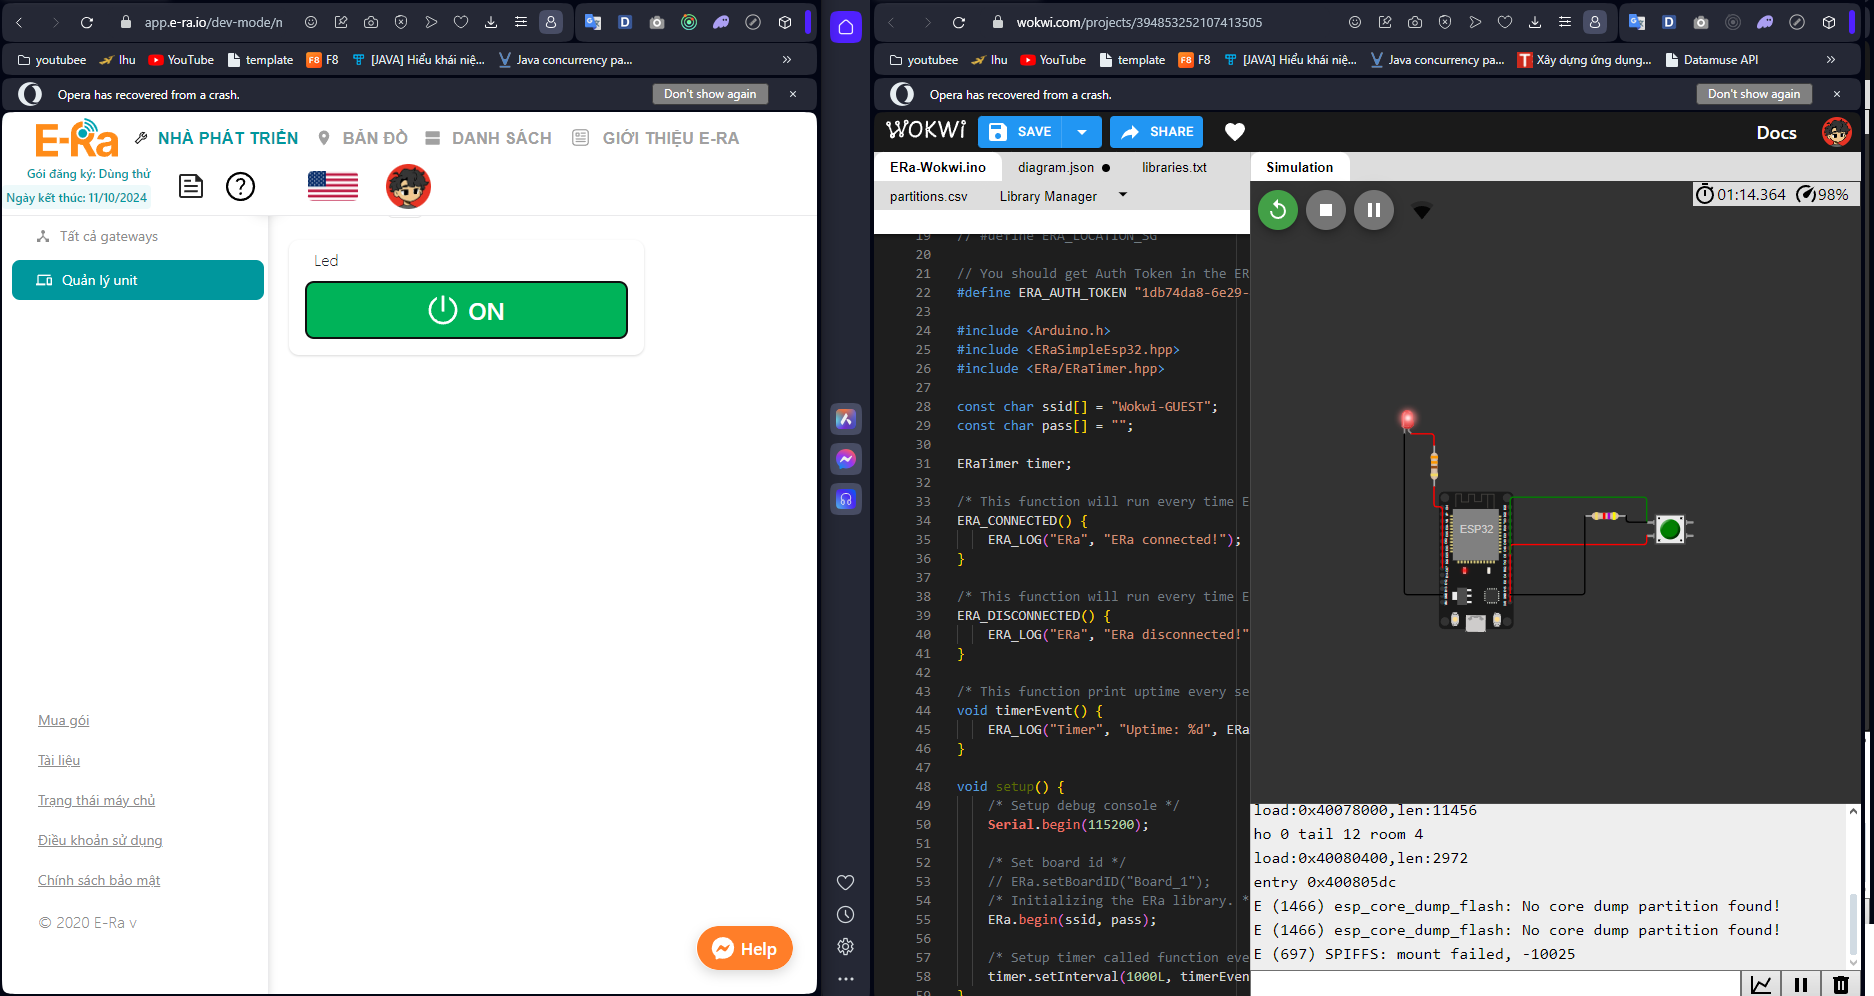 app.e-ra.io/dev-mode/n
youtubee
lhu
YouTube
template
F8 F8
[JAVA] Hiểu khái niệ...
Java concurrency pa...
»
Opera has recovered from a crash.
Don't show again
×
E-Ra
NHÀ PHÁT TRIỂN
BẢN ĐỒ
DANH SÁCH
GIỚI THIỆU E-RA
Gói đăng ký: Dùng thử
Ngày kết thúc: 11/10/2024
Tất cả gateways
Quản lý unit
Led
ON
Mua gói
Tài liệu
Trạng thái máy chủ
Điều khoản sử dụng
Chính sách bảo mật
© 2020 E-Ra v
Help
wokwi.com/projects/394853252107413505
youtubee
lhu
YouTube
template
F8 F8
[JAVA] Hiểu khái niệ...
Java concurrency pa...
Xây dựng ứng dụng...
Datamuse API
»
Opera has recovered from a crash.
Don't show again
×
WOKWI
SAVE
SHARE
Docs
ERa-Wokwi.ino
diagram.json ●
libraries.txt
partitions.csv
Library Manager
Simulation
01:14.364
98%
19 // #define ERA_LOCATION_SG
20
21 // You should get Auth Token in the ER
22 #define ERA_AUTH_TOKEN "1db74da8-6e29-
23
24 #include <Arduino.h>
25 #include <ERaSimpleEsp32.hpp>
26 #include <ERa/ERaTimer.hpp>
27
28 const char ssid[] = "Wokwi-GUEST";
29 const char pass[] = "";
30
31 ERaTimer timer;
32
33 /* This function will run every time E
34 ERA_CONNECTED() {
35 ERA_LOG("ERa", "ERa connected!");
36 }
37
38 /* This function will run every time E
39 ERA_DISCONNECTED() {
40 ERA_LOG("ERa", "ERa disconnected!"
41 }
42
43 /* This function print uptime every se
44 void timerEvent() {
45 ERA_LOG("Timer", "Uptime: %d", ERa
46 }
47
48 void setup() {
49 /* Setup debug console */
50 Serial.begin(115200);
51
52 /* Set board id */
53 // ERa.setBoardID("Board_1");
54 /* Initializing the ERa library. *
55 ERa.begin(ssid, pass);
56
57 /* Setup timer called function eve
58 timer.setInterval(1000L, timerEven
59 }
ESP32
load:0x40078000,len:11456
ho 0 tail 12 room 4
load:0x40080400,len:2972
entry 0x400805dc
E (1466) esp_core_dump_flash: No core dump partition found!
E (1466) esp_core_dump_flash: No core dump partition found!
E (697) SPIFFS: mount failed, -10025